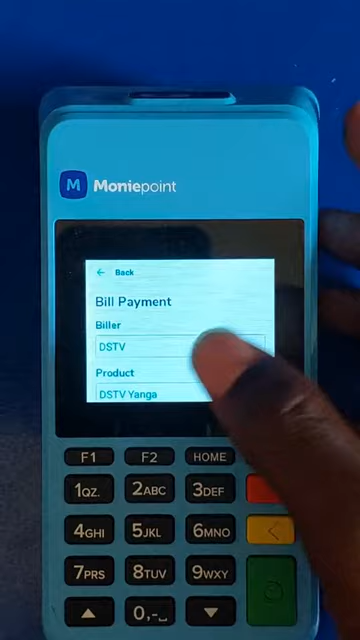 M Moniepoint
← Back
Bill Payment
Biller
DSTV
Product
DSTV Yanga
F1 F2 HOME
1QZ. 2ABC 3DEF
4GHI 5JKL 6MNO
7PRS 8TUV 9WXY
0,-⎵